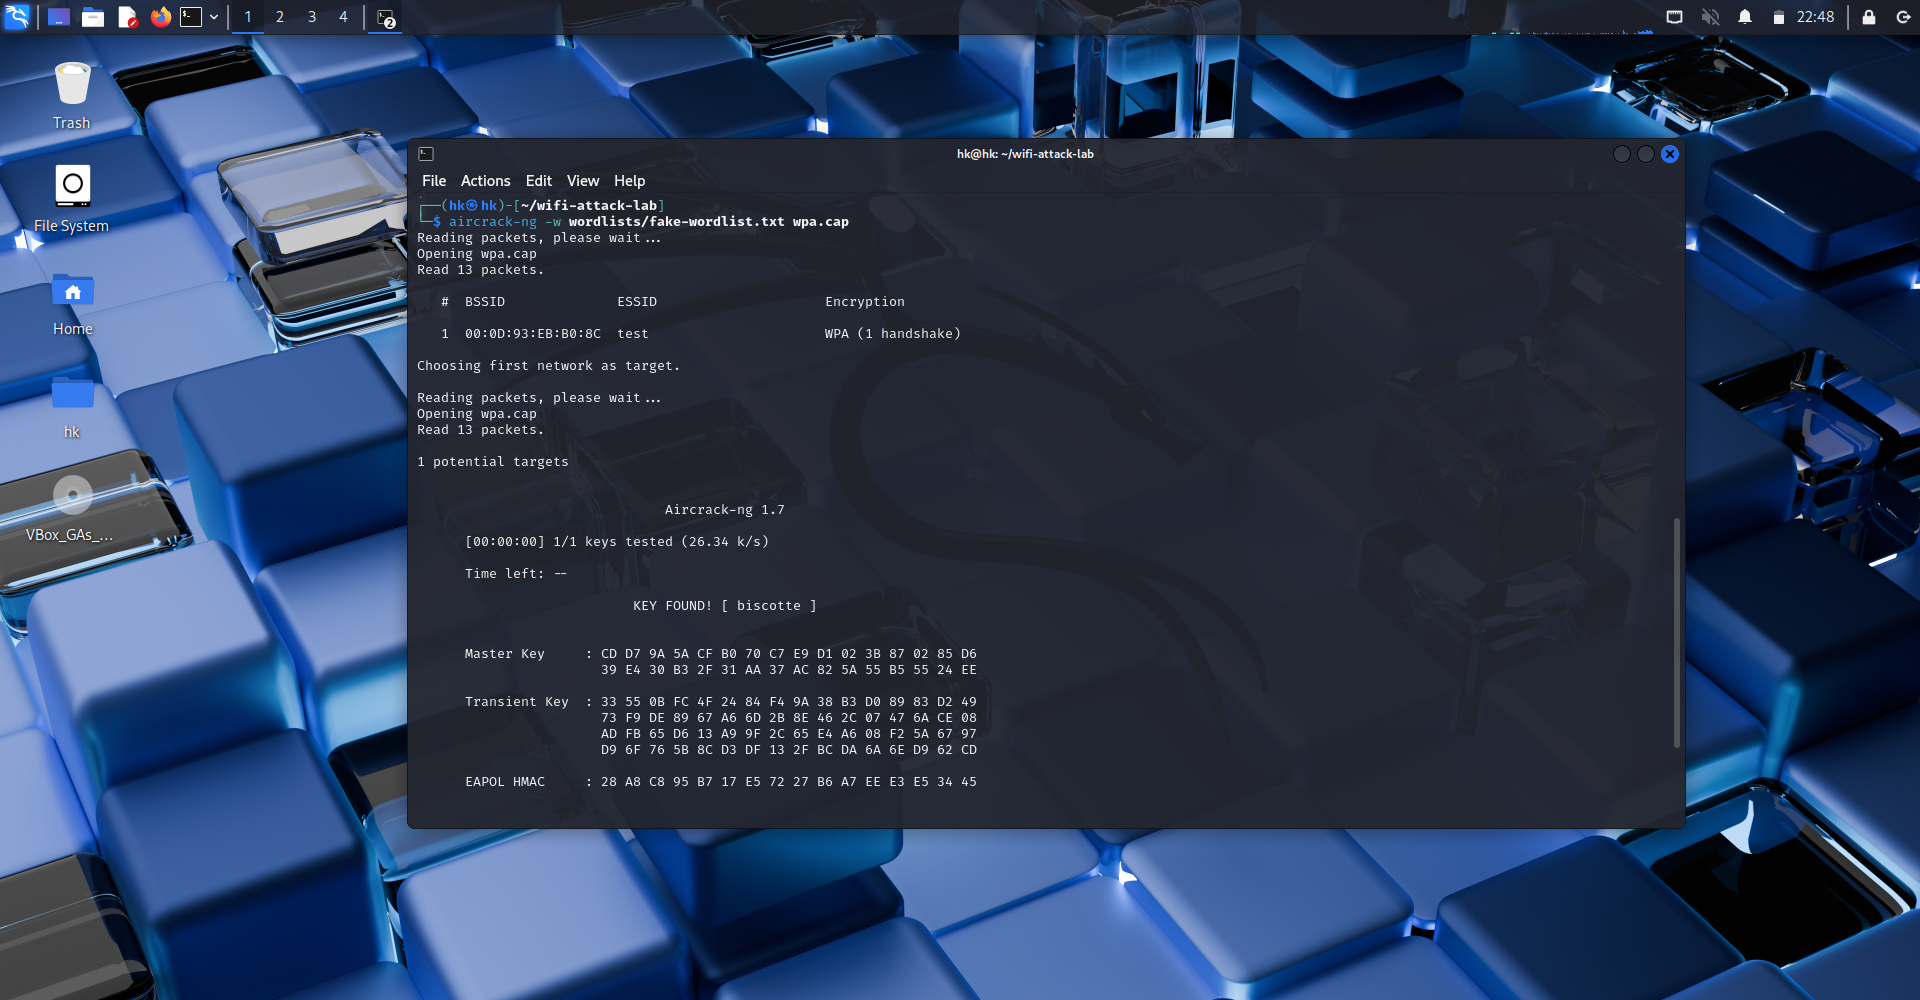 1 2 3 4 2 22:48
Trash
File System
Home
hk
VBox_GAs_...
hk@hk: ~/wifi-attack-lab
File Actions Edit View Help
(hk㉿hk)-[~/wifi-attack-lab]
$ aircrack-ng -w wordlists/fake-wordlist.txt wpa.cap
Reading packets, please wait...
Opening wpa.cap
Read 13 packets.
# BSSID ESSID Encryption
1 00:0D:93:EB:B0:8C test WPA (1 handshake)
Choosing first network as target.
Reading packets, please wait...
Opening wpa.cap
Read 13 packets.
1 potential targets
Aircrack-ng 1.7
[00:00:00] 1/1 keys tested (26.34 k/s)
Time left: --
KEY FOUND! [ biscotte ]
Master Key : CD D7 9A 5A CF B0 70 C7 E9 D1 02 3B 87 02 85 D6
39 E4 30 B3 2F 31 AA 37 AC 82 5A 55 B5 55 24 EE
Transient Key : 33 55 0B FC 4F 24 84 F4 9A 38 B3 D0 89 83 D2 49
73 F9 DE 89 67 A6 6D 2B 8E 46 2C 07 47 6A CE 08
AD FB 65 D6 13 A9 9F 2C 65 E4 A6 08 F2 5A 67 97
D9 6F 76 5B 8C D3 DF 13 2F BC DA 6A 6E D9 62 CD
EAPOL HMAC : 28 A8 C8 95 B7 17 E5 72 27 B6 A7 EE E3 E5 34 45